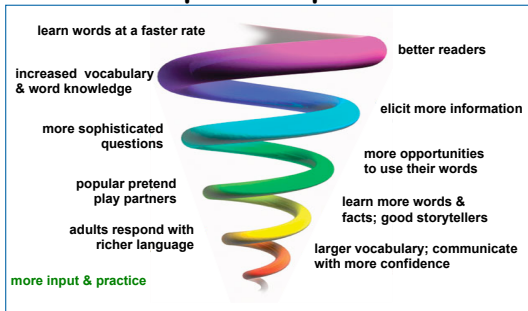 learn words at a faster rate
better readers
increased vocabulary
& word knowledge
elicit more information
more sophisticated
questions
more opportunities
to use their words
popular pretend
play partners
learn more words &
facts; good storytellers
adults respond with
richer language
larger vocabulary; communicate
with more confidence
more input & practice